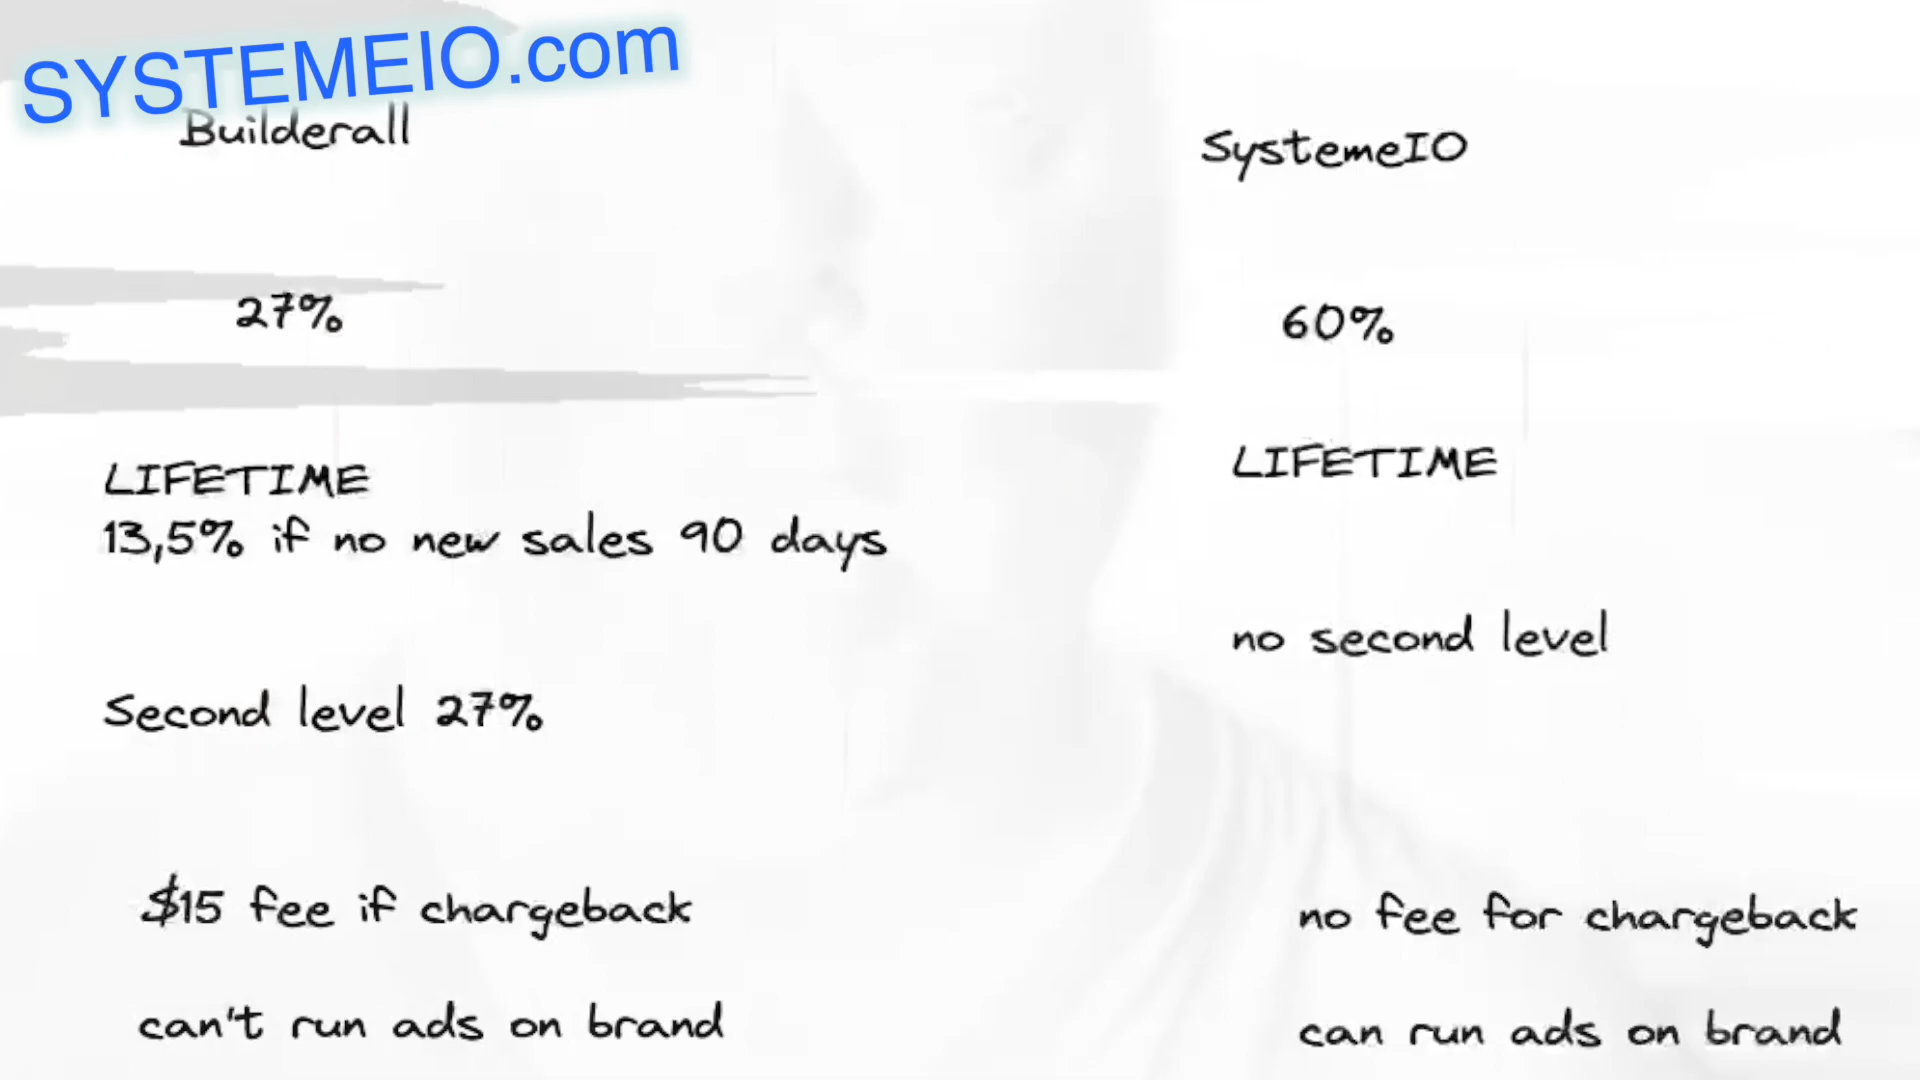 SYSTEMEIO.com
Builderall
SystemeIO
27%
60%
LIFETIME
13,5% if no new sales 90 days
LIFETIME
no second level
Second level 27%
$15 fee if chargeback
no fee for chargeback
can't run ads on brand
can run ads on brand